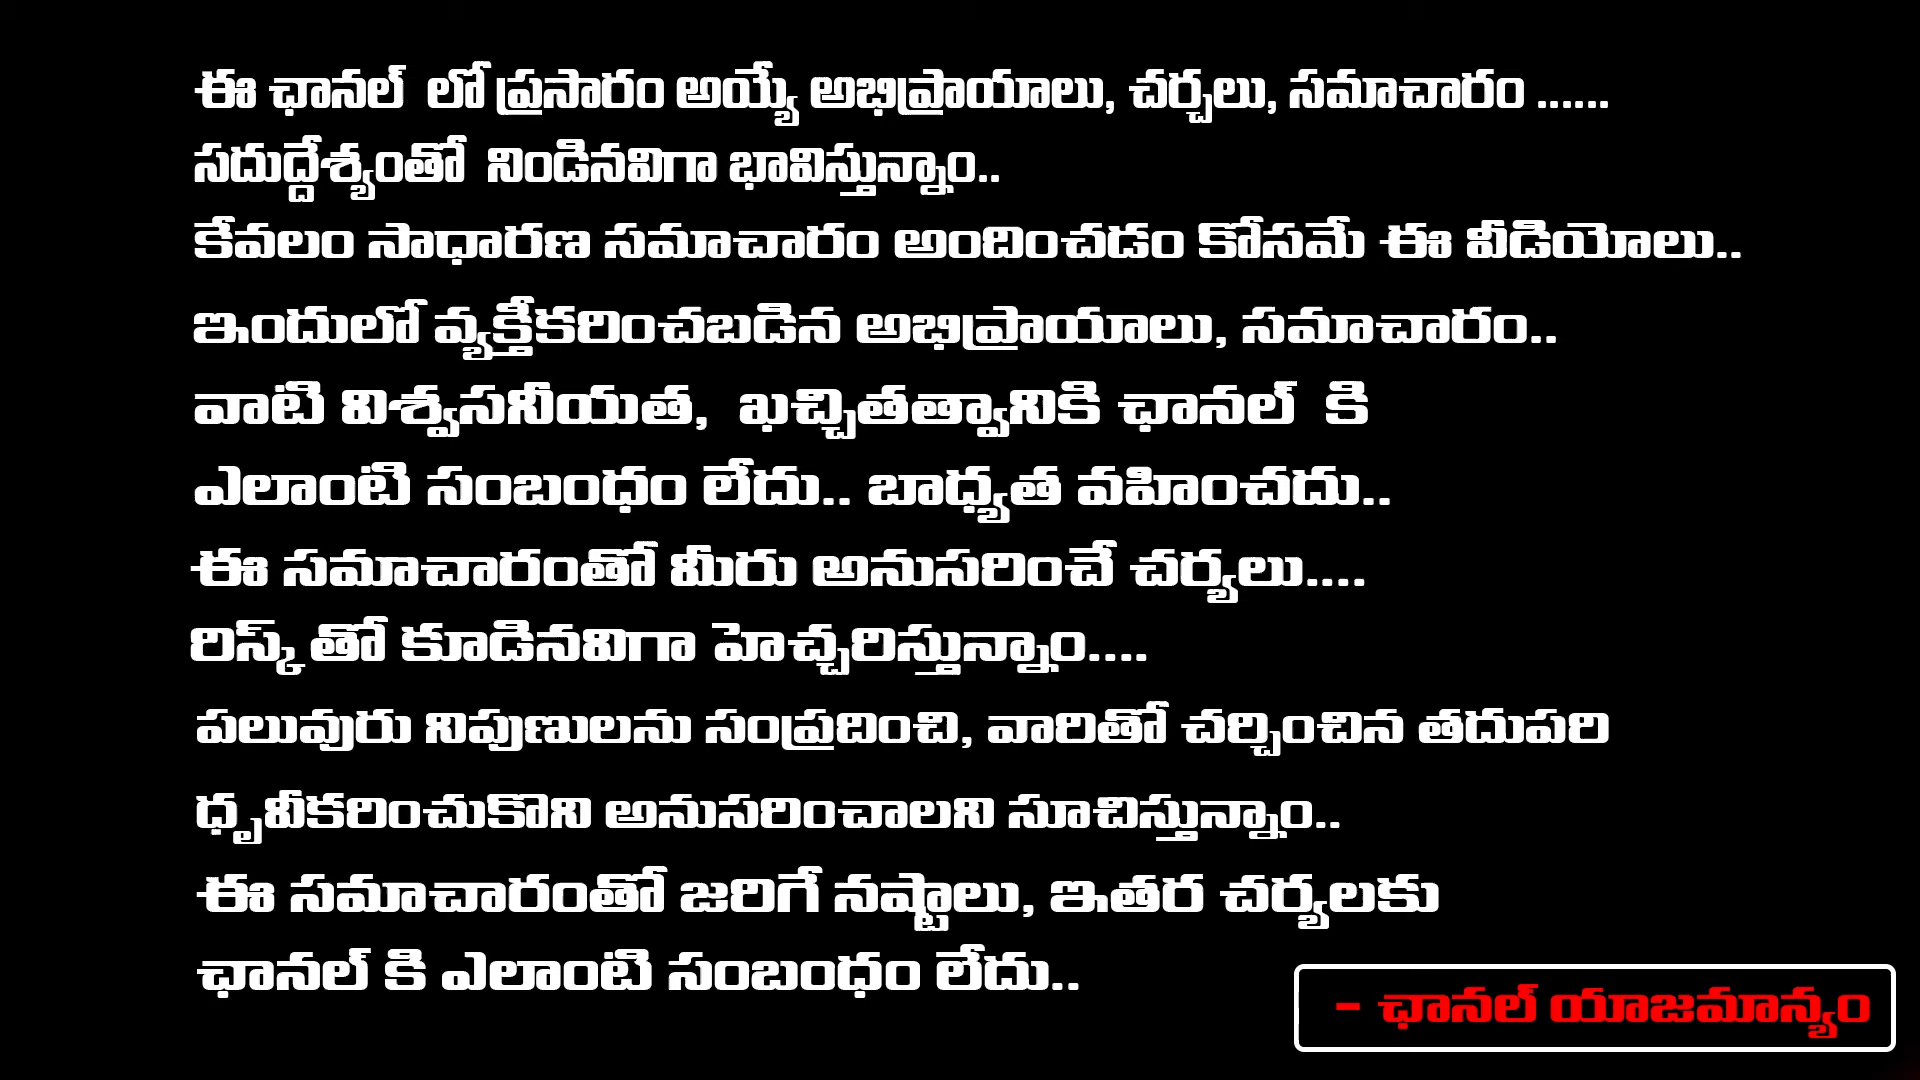 ఈ ఛానల్ లో ప్రసారం అయ్యే అభిప్రాయాలు, చర్చలు, సమాచారం ......
సదుద్దేశ్యంతో నిండినవిగా భావిస్తున్నాం..
కేవలం సాధారణ సమాచారం అందించడం కోసమే ఈ వీడియోలు..
ఇందులో వ్యక్తీకరించబడిన అభిప్రాయాలు, సమాచారం..
వాటి విశ్వసనీయత, ఖచ్చితత్వానికి ఛానల్ కి
ఎలాంటి సంబంధం లేదు.. బాధ్యత వహించదు..
ఈ సమాచారంతో మీరు అనుసరించే చర్యలు....
రిస్క్ తో కూడినవిగా హెచ్చరిస్తున్నాం....
పలువురు నిపుణులను సంప్రదించి, వారితో చర్చించిన తదుపరి
ధృవీకరించుకొని అనుసరించాలని సూచిస్తున్నాం..
ఈ సమాచారంతో జరిగే నష్టాలు, ఇతర చర్యలకు
ఛానల్ కి ఎలాంటి సంబంధం లేదు..
- ఛానల్ యాజమాన్యం